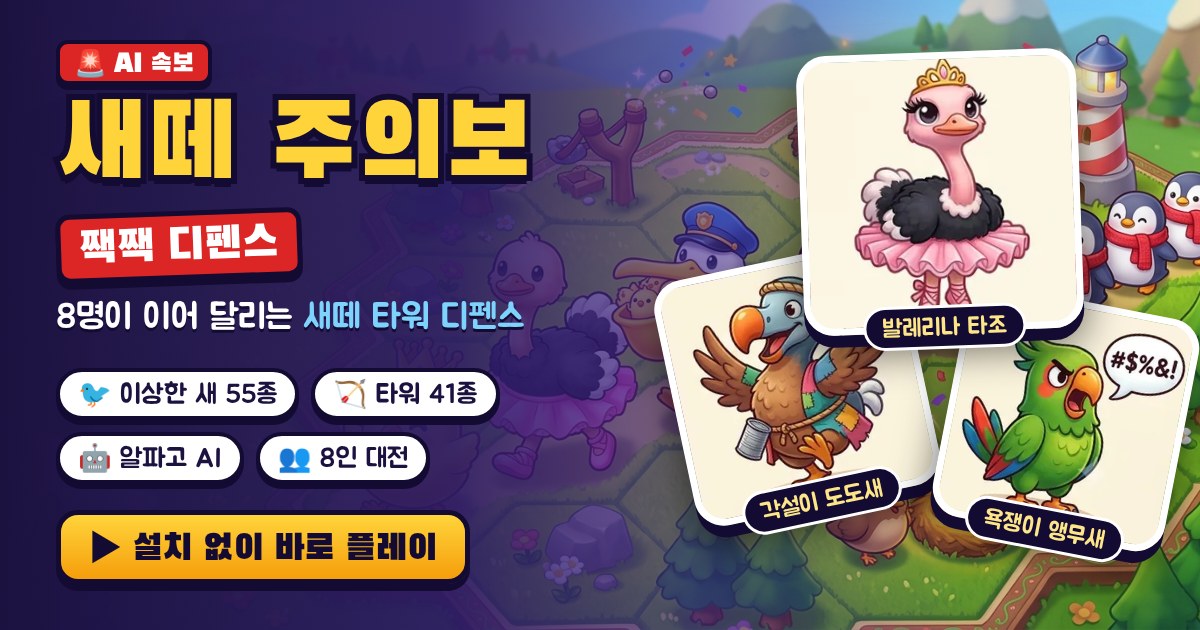 AI 속보
새떼 주의보
짹짹 디펜스
8명이 이어 달리는 새떼 타워 디펜스
이상한 새 55종
타워 41종
알파고 AI
8인 대전
▶ 설치 없이 바로 플레이
발레리나 타조
각설이 도도새
#$%&!
욕쟁이 앵무새